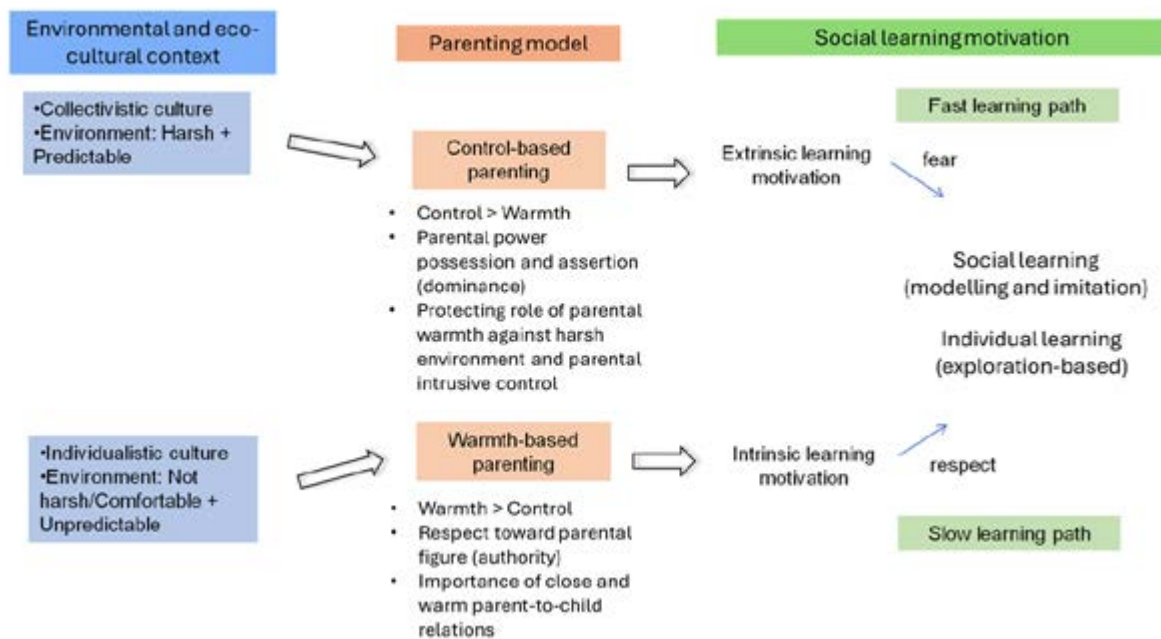 Environmental and eco-
cultural context
Parenting model
Social learning motivation
•Collectivistic culture
•Environment: Harsh +
Predictable
Control-based
parenting
• Control > Warmth
• Parental power
possession and assertion
(dominance)
• Protecting role of parental
warmth against harsh
environment and parental
intrusive control
Extrinsic learning
motivation
Fast learning path
fear
Social learning
(modelling and imitation)
Individual learning
(exploration-based)
•Individualistic culture
•Environment: Not
harsh/Comfortable +
Unpredictable
Warmth-based
parenting
• Warmth > Control
• Respect toward parental
figure (authority)
• Importance of close and
warm parent-to-child
relations
Intrinsic learning
motivation
respect
Slow learning path